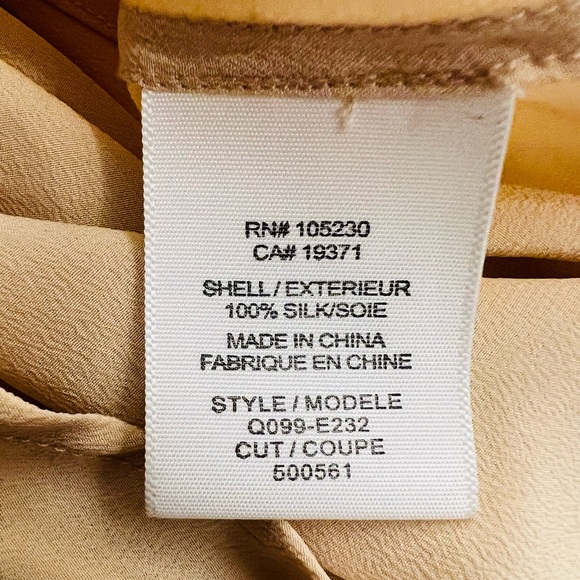 RN# 105230
CA# 19371
SHELL / EXTERIEUR
100% SILK/SOIE
MADE IN CHINA
FABRIQUE EN CHINE
STYLE / MODELE
Q099-E232
CUT / COUPE
500561